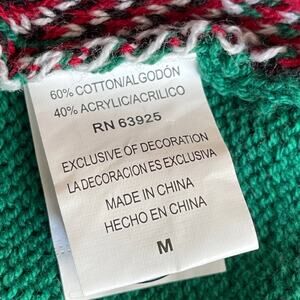 60% COTTON/ALGODÓN
40% ACRYLIC/ACRILICO
RN 63925
EXCLUSIVE OF DECORATION
LA DECORACION ES EXCLUSIVA
MADE IN CHINA
HECHO EN CHINA
M